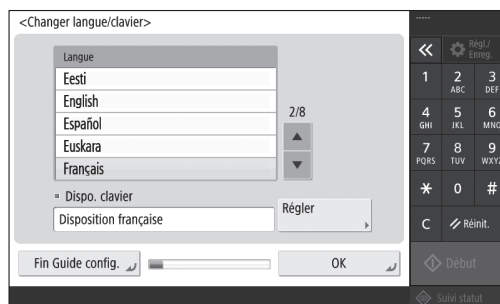 <Changer langue/clavier>
Langue
Eesti
English
Español
Euskara
Français
2/8
Dispo. clavier
Disposition française
Régler
Fin Guide config.
OK
-----
Régl./
Enreg.
1
2
ABC
3
DEF
4
GHI
5
JKL
6
MNO
7
PQRS
8
TUV
9
WXYZ
*
0
#
C
Réinit.
Début
Suivi statut